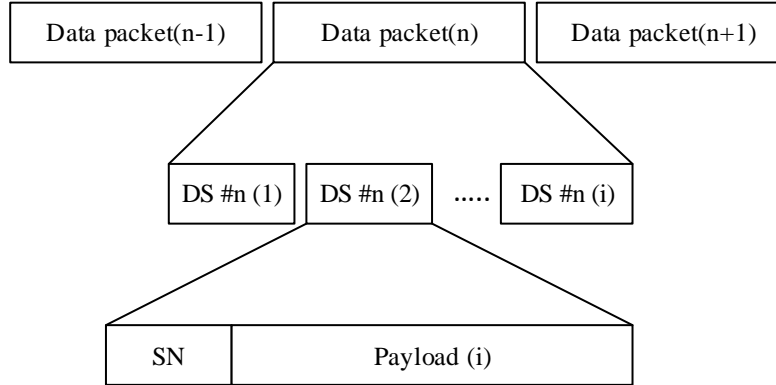 Data packet(n-1) Data packet(n) Data packet(n+1)
DS #n (1) DS #n (2) ..... DS #n (i)
SN Payload (i)